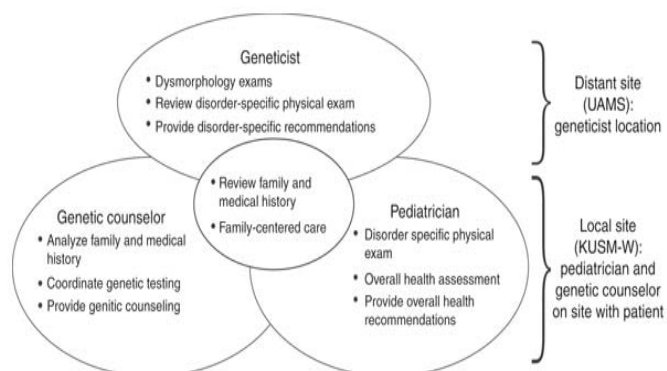 Geneticist
• Dysmorphology exams
• Review disorder-specific physical exam
• Provide disorder-specific recommendations
Distant site
(UAMS):
geneticist location
• Review family and
medical history
• Family-centered care
Genetic counselor
• Analyze family and medical
history
• Coordinate genetic testing
• Provide genitic counseling
Pediatrician
• Disorder specific physical
exam
• Overall health assessment
• Provide overall health
recommendations
Local site
(KUSM-W):
pediatrician and
genetic counselor
on site with patient